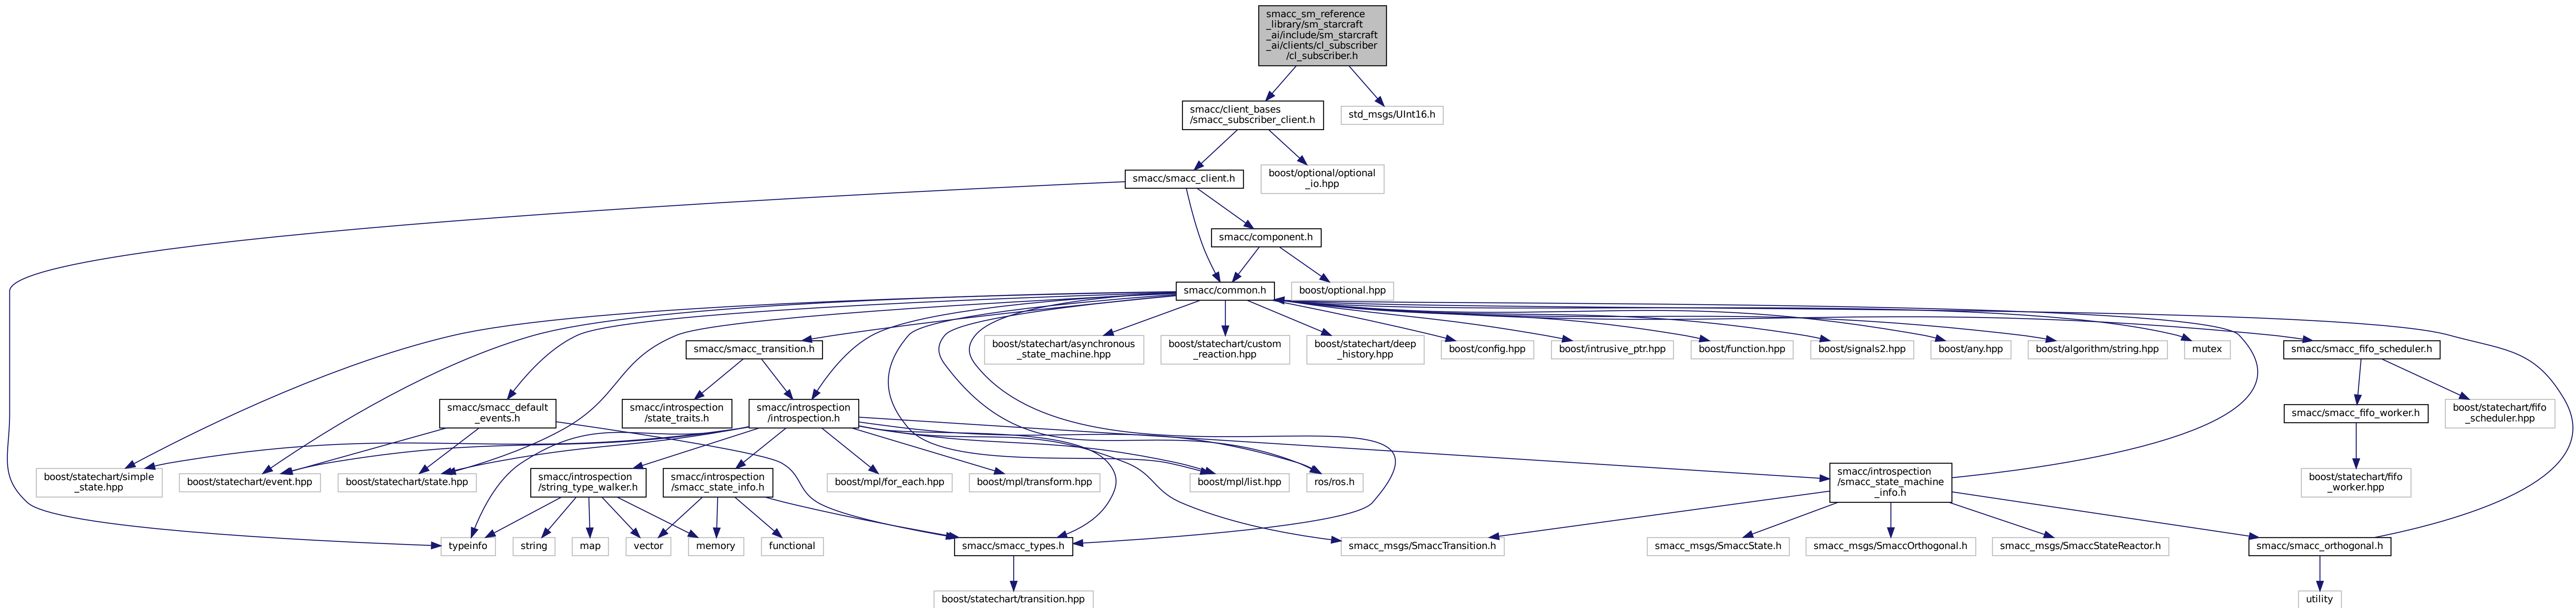 smacc_sm_reference
_library/sm_starcraft
_ai/include/sm_starcraft
_ai/clients/cl_subscriber
/cl_subscriber.h
smacc/client_bases
/smacc_subscriber_client.h
std_msgs/UInt16.h
smacc/smacc_client.h
boost/optional/optional
_io.hpp
smacc/component.h
smacc/common.h
boost/optional.hpp
smacc/smacc_transition.h
boost/statechart/asynchronous
_state_machine.hpp
boost/statechart/custom
_reaction.hpp
boost/statechart/deep
_history.hpp
boost/config.hpp
boost/intrusive_ptr.hpp
boost/function.hpp
boost/signals2.hpp
boost/any.hpp
boost/algorithm/string.hpp
mutex
smacc/smacc_fifo_scheduler.h
smacc/smacc_default
_events.h
smacc/introspection
/state_traits.h
smacc/introspection
/introspection.h
smacc/smacc_fifo_worker.h
boost/statechart/fifo
_scheduler.hpp
boost/statechart/simple
_state.hpp
boost/statechart/event.hpp
boost/statechart/state.hpp
smacc/introspection
/string_type_walker.h
smacc/introspection
/smacc_state_info.h
boost/mpl/for_each.hpp
boost/mpl/transform.hpp
boost/mpl/list.hpp
ros/ros.h
smacc/introspection
/smacc_state_machine
_info.h
boost/statechart/fifo
_worker.hpp
typeinfo
string
map
vector
memory
functional
smacc/smacc_types.h
smacc_msgs/SmaccTransition.h
smacc_msgs/SmaccState.h
smacc_msgs/SmaccOrthogonal.h
smacc_msgs/SmaccStateReactor.h
smacc/smacc_orthogonal.h
boost/statechart/transition.hpp
utility